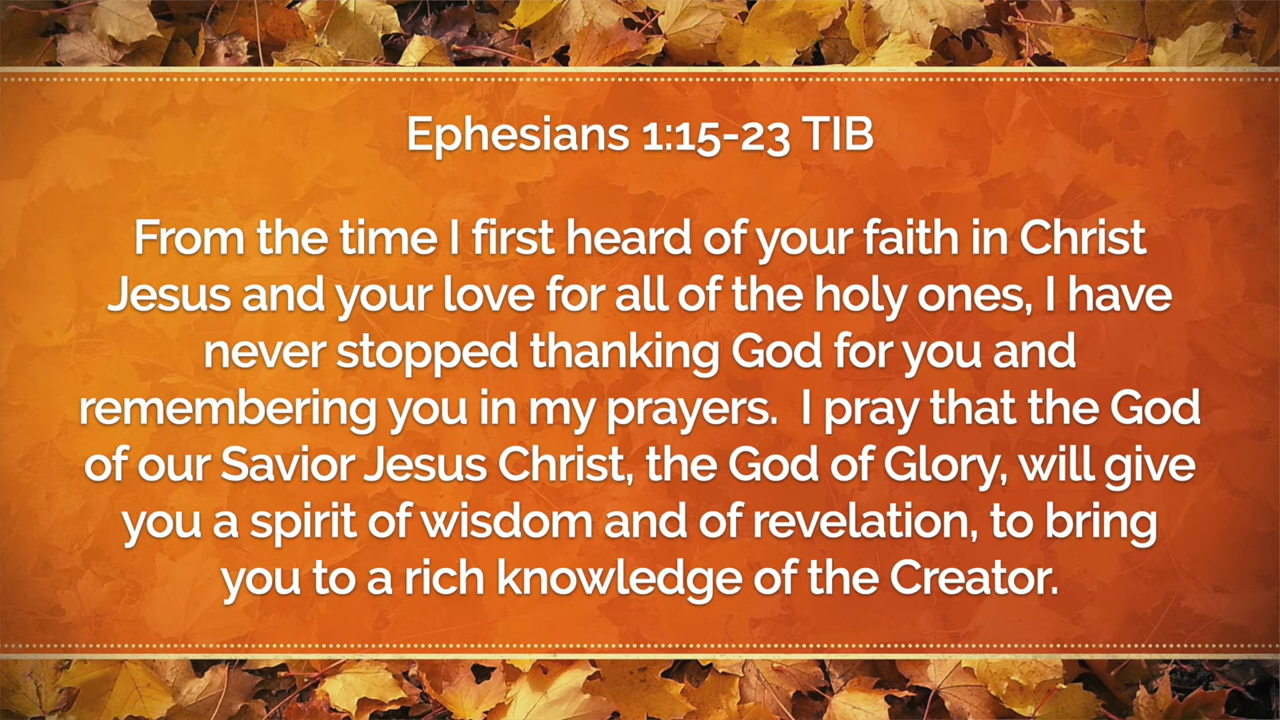 Ephesians 1:15-23 TIB
From the time I first heard of your faith in Christ
Jesus and your love for all of the holy ones, I have
never stopped thanking God for you and
remembering you in my prayers.  I pray that the God
of our Savior Jesus Christ, the God of Glory, will give
you a spirit of wisdom and of revelation, to bring
you to a rich knowledge of the Creator.